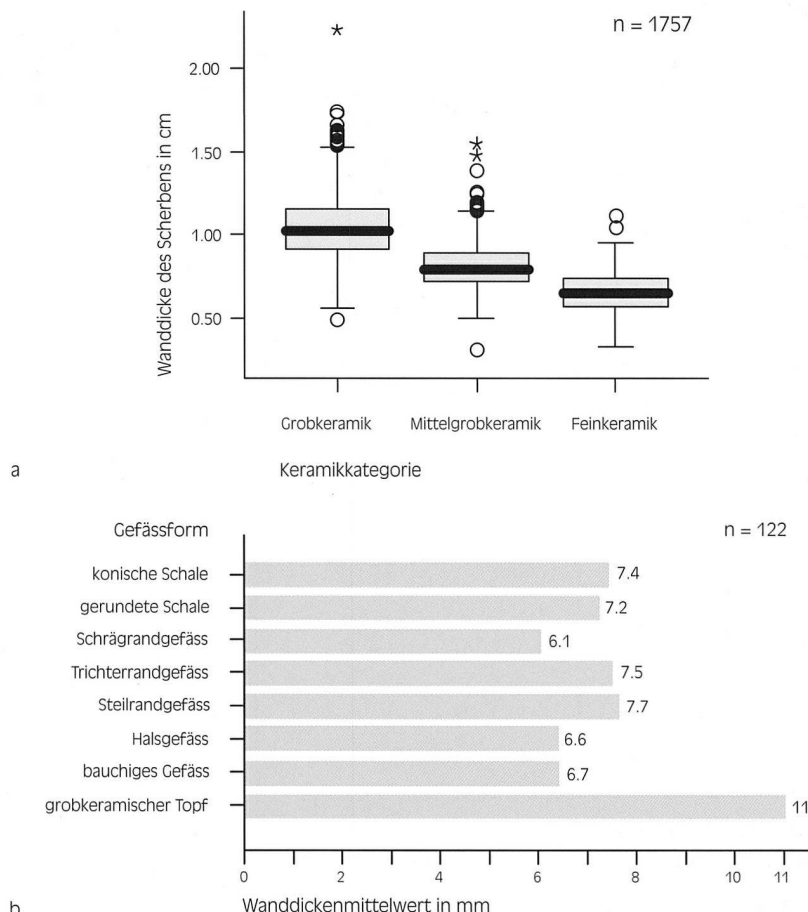 n = 1757
Wanddicke des Scherbens in cm
2.00
1.50
1.00
0.50
Grobkeramik Mittelgrobkeramik Feinkeramik
a Keramikkategorie
Gefässform n = 122
konische Schale 7.4
gerundete Schale 7.2
Schrägrandgefäss 6.1
Trichterrandgefäss 7.5
Steilrandgefäss 7.7
Halsgefäss 6.6
bauchiges Gefäss 6.7
grobkeramischer Topf 11
0 2 4 6 8 10 11
b Wanddickenmittelwert in mm